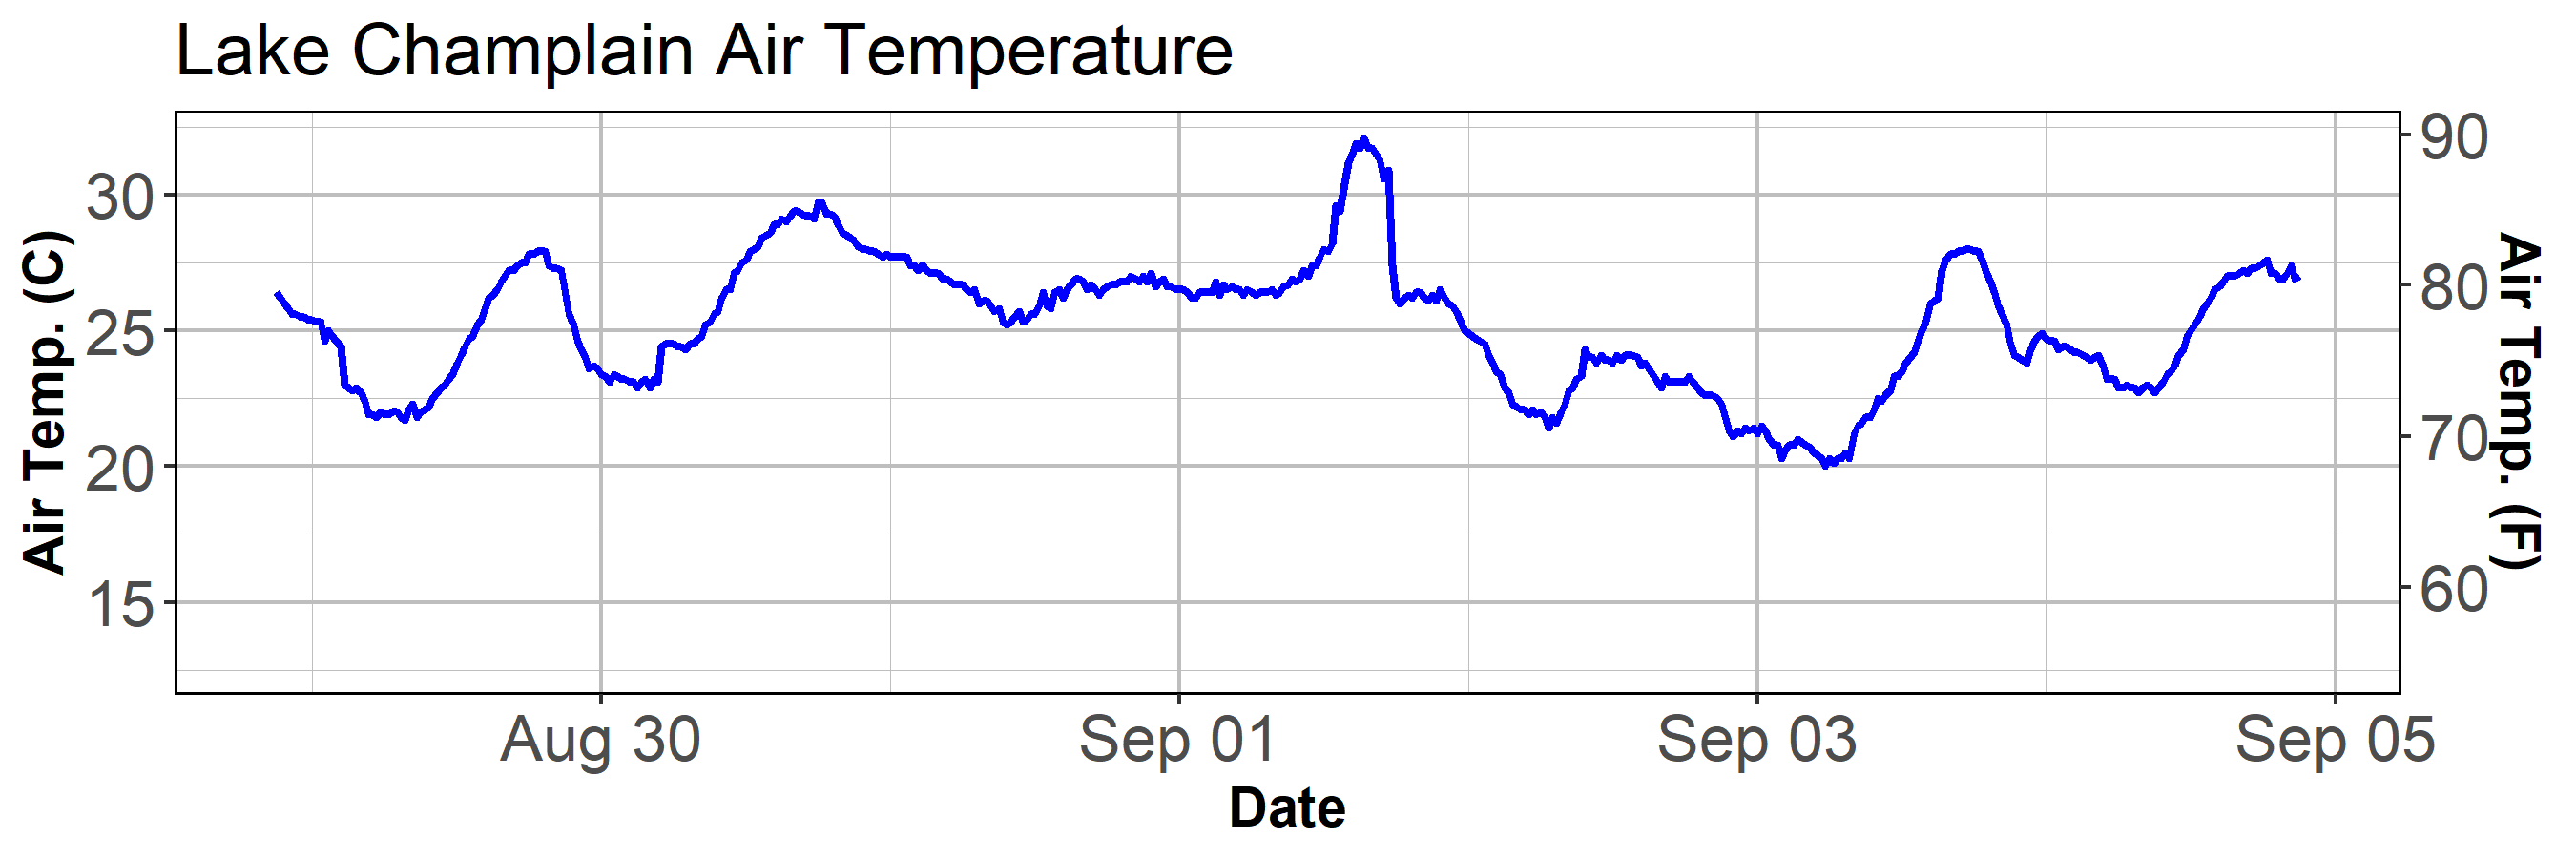 Lake Champlain Air Temperature
Air Temp. (C)
30
25
20
15
90
80
70
60
Air Temp. (F)
Aug 30
Sep 01
Sep 03
Sep 05
Date